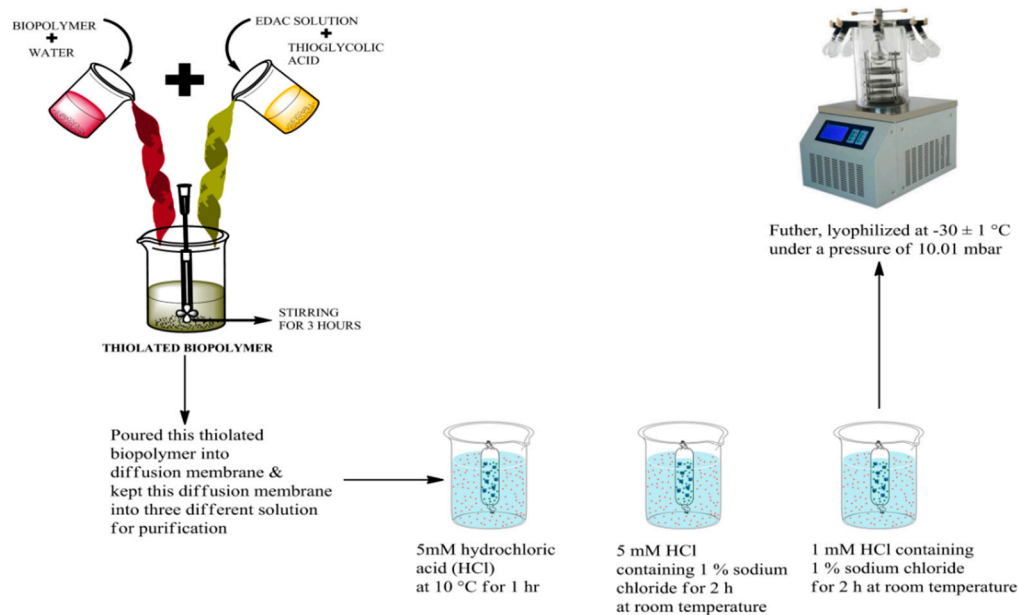 BIOPOLYMER
+
WATER
EDAC SOLUTION
+
THIOGLYCOLIC
ACID
+
STIRRING
FOR 3 HOURS
THIOLATED BIOPOLYMER
Poured this thiolated
biopolymer into
diffusion membrane &
kept this diffusion membrane
into three different solution
for purification
5mM hydrochloric
acid (HCl)
at 10 °C for 1 hr
5 mM HCl
containing 1 % sodium
chloride for 2 h
at room temperature
1 mM HCl containing
1 % sodium chloride
for 2 h at room temperature
Futher, lyophilized at -30 ± 1 °C
under a pressure of 10.01 mbar